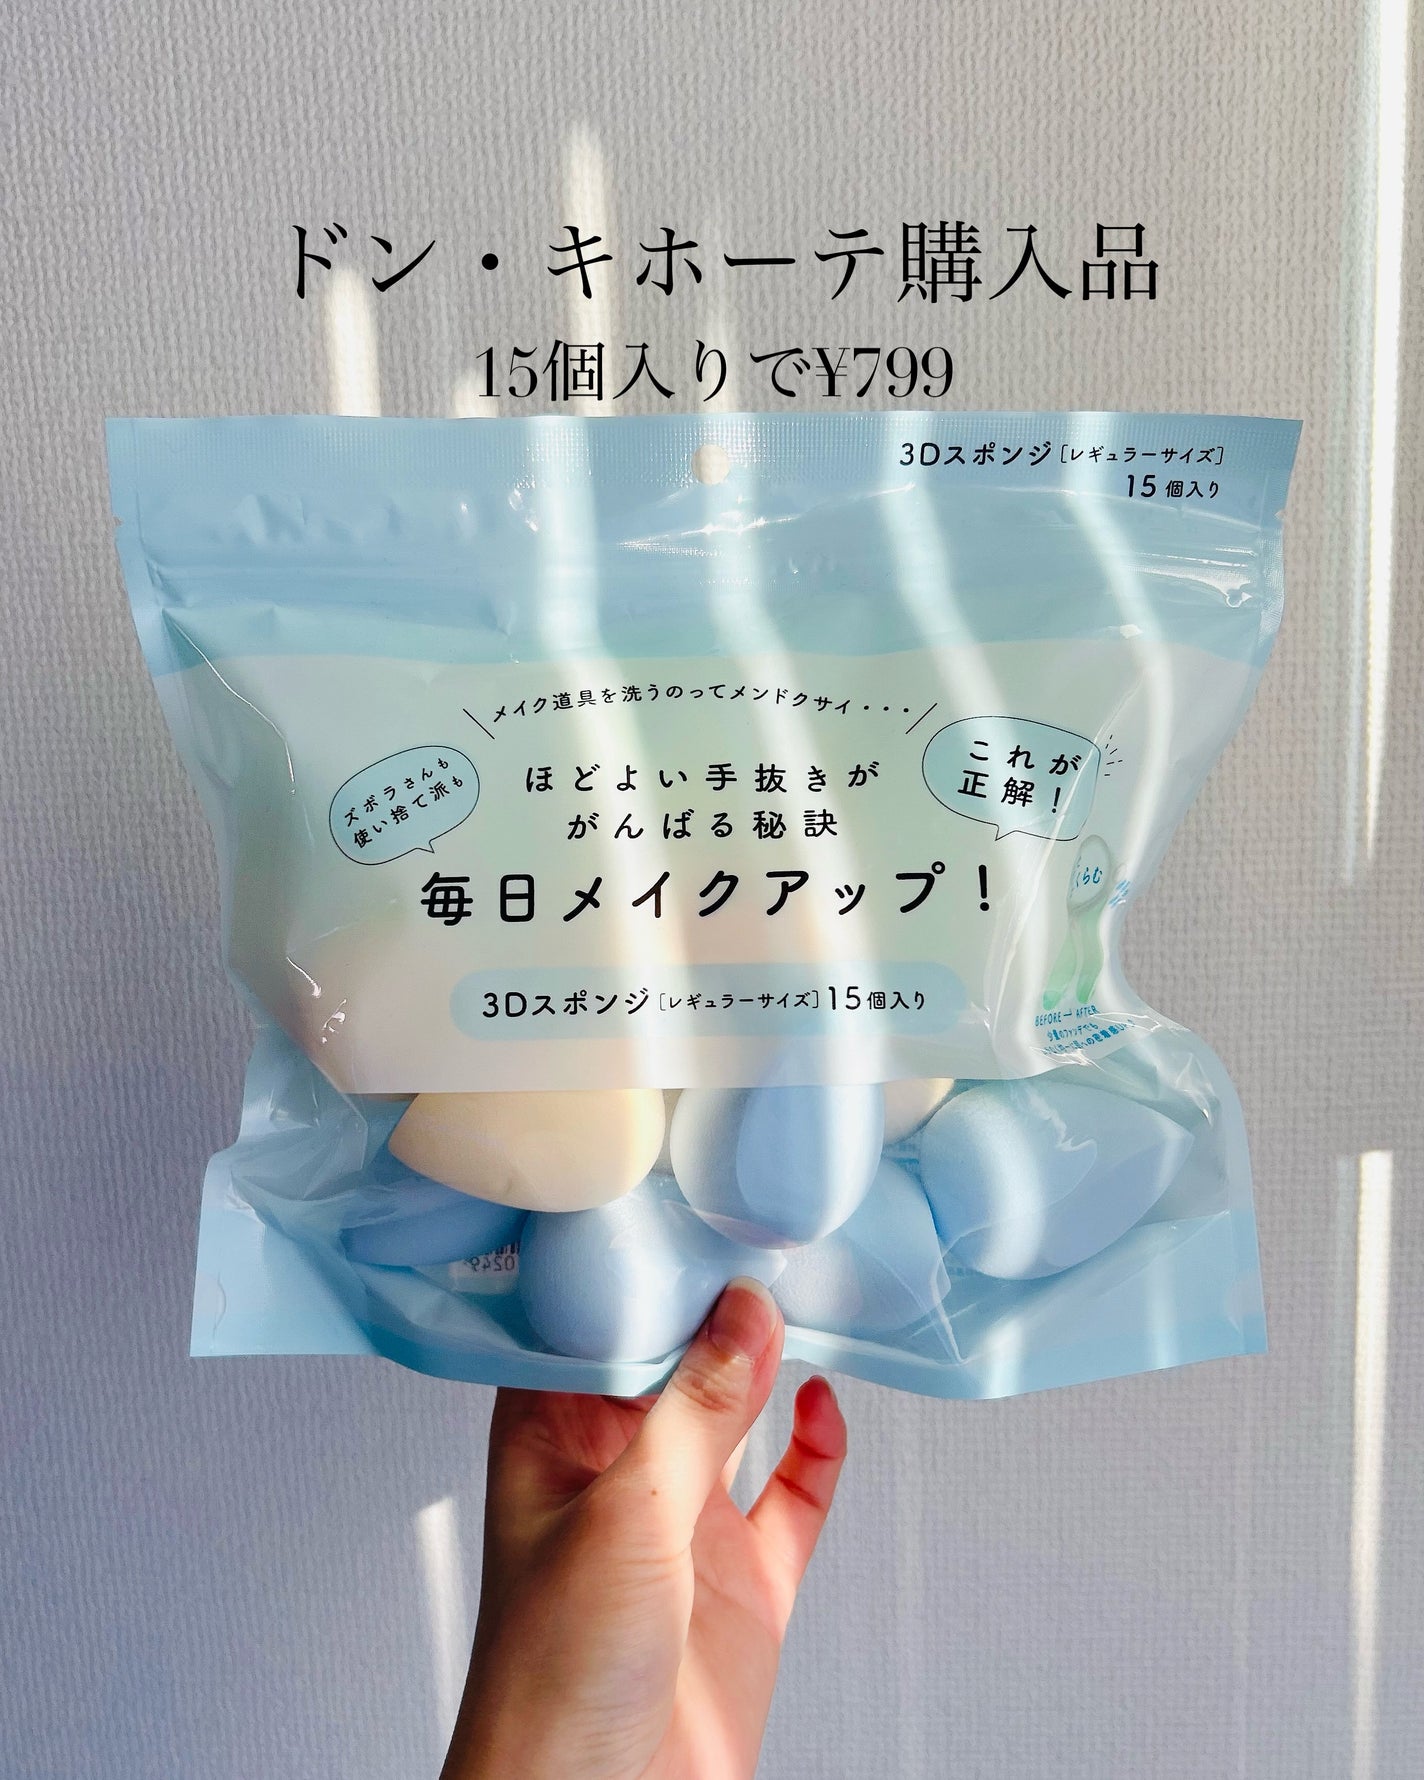 ドン・キホーテ購入品
15個入りで¥799
3Dスポンジ[レギュラーサイズ]
15個入り
メイク道具を洗うのってメンドクサイ・・・
ズボラさんも
使い捨て派も
これが
正解!
ほどよい手抜きが
がんばる秘訣
毎日メイクアップ!
3Dスポンジ[レギュラーサイズ]15個入り
くらむ
BEFORE→AFTER
0249